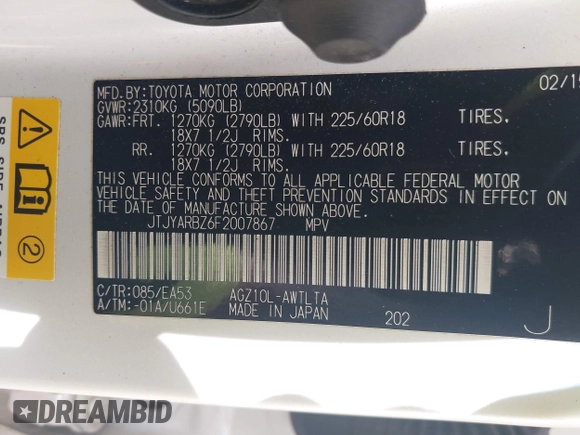 MFD.BY:TOYOTA MOTOR CORPORATION 02/15
GVWR:2310KG (5090LB)
GAWR:FRT. 1270KG (2790LB) WITH 225/60R18 TIRES.
18X7 1/2J RIMS.
RR. 1270KG (2790LB) WITH 225/60R18 TIRES.
18X7 1/2J RIMS.
THIS VEHICLE CONFORMS TO ALL APPLICABLE FEDERAL MOTOR
VEHICLE SAFETY AND THEFT PREVENTION STANDARDS IN EFFECT ON
THE DATE OF MANUFACTURE SHOWN ABOVE.
JTJYARBZ6F2007867 MPV
C/TR:085/EA53 AGZ10L-AWTLTA
A/TM:-01A/U661E MADE IN JAPAN 202 J
2
SRS SIDE
DREAMBID